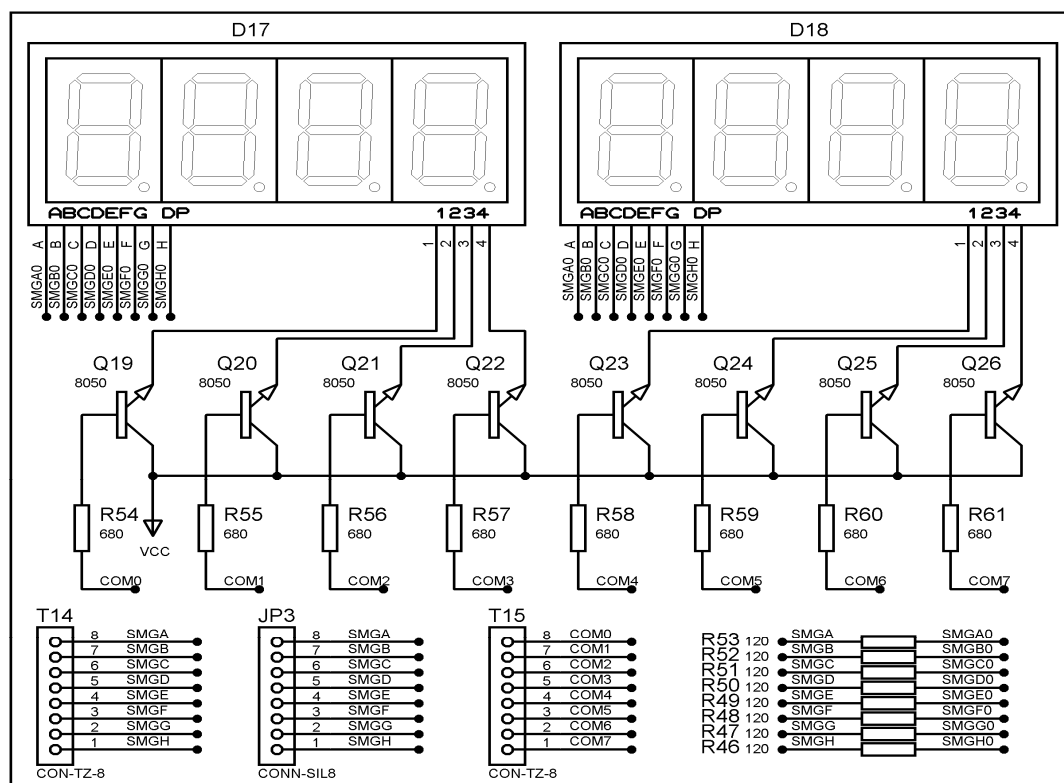 D17 D18
ABCDEFG DP 1234 ABCDEFG DP 1234
A B C D E F G H 1 2 3 4 A B C D E F G H 1 2 3 4
SMGA0 SMGB0 SMGC0 SMGD0 SMGE0 SMGF0 SMGG0 SMGH0 SMGA0 SMGB0 SMGC0 SMGD0 SMGE0 SMGF0 SMGG0 SMGH0
Q19 Q20 Q21 Q22 Q23 Q24 Q25 Q26
8050 8050 8050 8050 8050 8050 8050 8050
R54 R55 R56 R57 R58 R59 R60 R61
680 680 680 680 680 680 680 680
VCC
COM0 COM1 COM2 COM3 COM4 COM5 COM6 COM7
T14 JP3 T15
8 SMGA 8 SMGA 8 COM0 R53 120 SMGA SMGA0
7 SMGB 7 SMGB 7 COM1 R52 120 SMGB SMGB0
6 SMGC 6 SMGC 6 COM2 R51 120 SMGC SMGC0
5 SMGD 5 SMGD 5 COM3 R50 120 SMGD SMGD0
4 SMGE 4 SMGE 4 COM4 R49 120 SMGE SMGE0
3 SMGF 3 SMGF 3 COM5 R48 120 SMGF SMGF0
2 SMGG 2 SMGG 2 COM6 R47 120 SMGG SMGG0
1 SMGH 1 SMGH 1 COM7 R46 120 SMGH SMGH0
CON-TZ-8 CONN-SIL8 CON-TZ-8